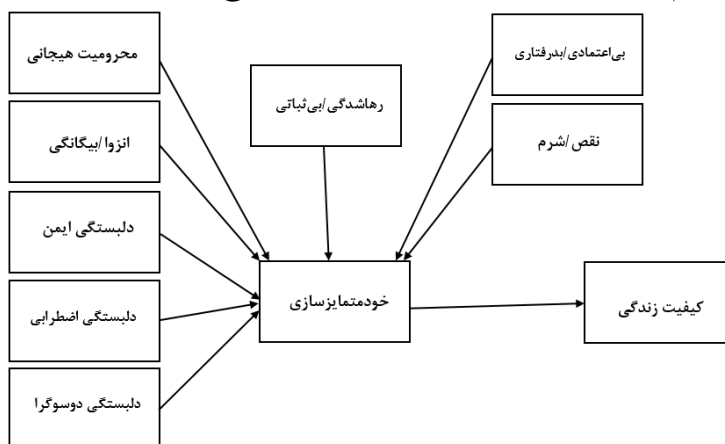 محرومیت هیجانی
بی‌اعتمادی/بدرفتاری
رهاشدگی/بی‌ثباتی
انزوا/بیگانگی
نقص/شرم
دلبستگی ایمن
خودمتمایزسازی
کیفیت زندگی
دلبستگی اضطرابی
دلبستگی دوسوگرا